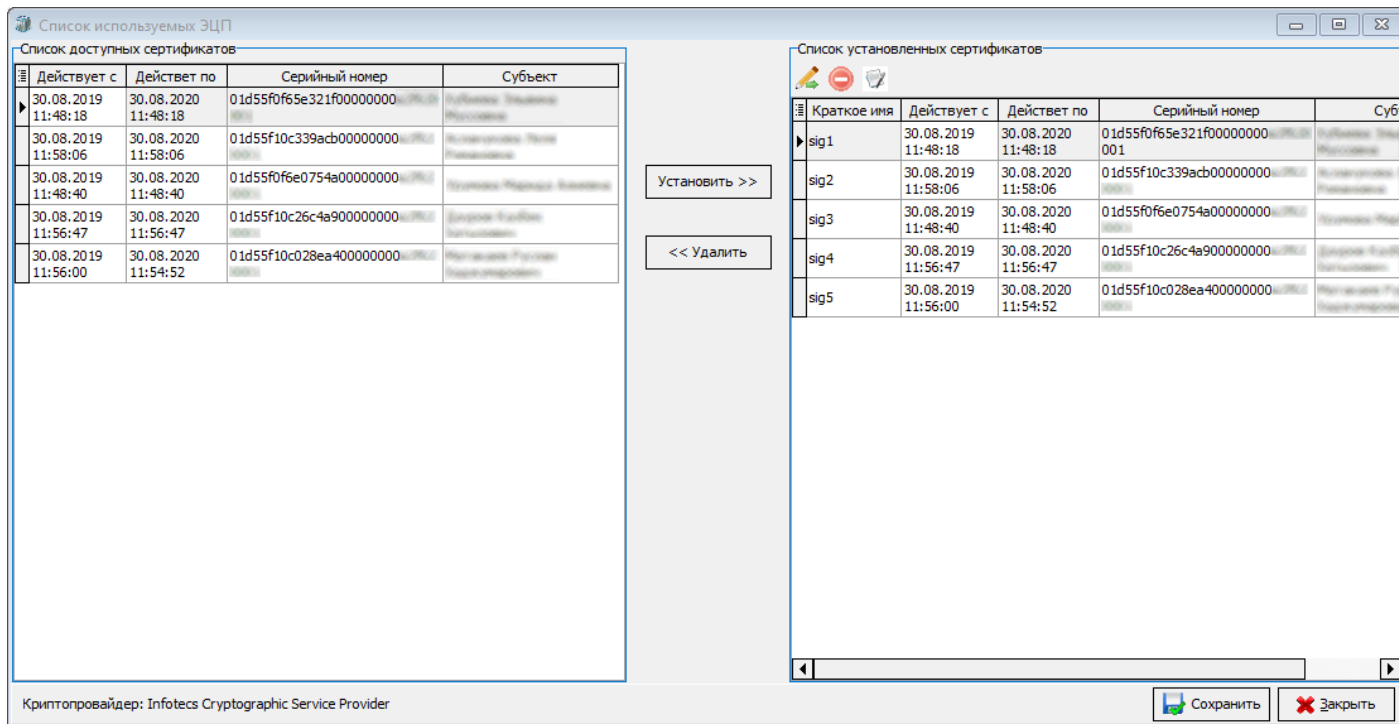 Список используемых ЭЦП
Список доступных сертификатов
Действует с Действет по Серийный номер Субъект
30.08.2019 30.08.2020 01d55f0f65e321f00000000
11:48:18 11:48:18
30.08.2019 30.08.2020 01d55f10c339acb00000000
11:58:06 11:58:06
30.08.2019 30.08.2020 01d55f0f6e0754a00000000
11:48:40 11:48:40
30.08.2019 30.08.2020 01d55f10c26c4a900000000
11:56:47 11:56:47
30.08.2019 30.08.2020 01d55f10c028ea400000000
11:56:00 11:54:52
Установить >>
<< Удалить
Список установленных сертификатов
Краткое имя Действует с Действет по Серийный номер Суб
sig1 30.08.2019 30.08.2020 01d55f0f65e321f00000000
11:48:18 11:48:18 001
sig2 30.08.2019 30.08.2020 01d55f10c339acb00000000
11:58:06 11:58:06
sig3 30.08.2019 30.08.2020 01d55f0f6e0754a00000000
11:48:40 11:48:40
sig4 30.08.2019 30.08.2020 01d55f10c26c4a900000000
11:56:47 11:56:47
sig5 30.08.2019 30.08.2020 01d55f10c028ea400000000
11:56:00 11:54:52
Криптопровайдер: Infotecs Cryptographic Service Provider
Сохранить
Закрыть